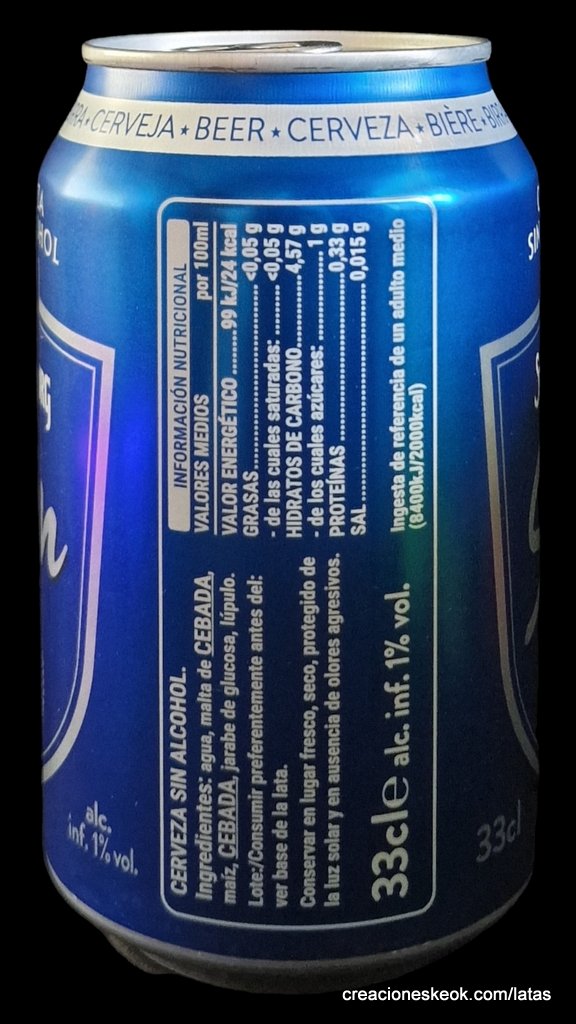 CERVEJA ★ BEER ★ CERVEZA ★ BIÈRE
CERVEZA SIN ALCOHOL.
Ingredientes: agua, malta de CEBADA,
maíz, CEBADA, jarabe de glucosa, lúpulo.
Lote:/Consumir preferentemente antes del:
ver base de la lata.
Conservar en lugar fresco, seco, protegido de
la luz solar y en ausencia de olores agresivos.
33cl e alc. inf. 1% vol.
INFORMACIÓN NUTRICIONAL
VALORES MEDIOS por 100ml
VALOR ENERGÉTICO ........ 99 kJ/24 kcal
GRASAS ........ <0,05 g
- de las cuales saturadas: ........ <0,05 g
HIDRATOS DE CARBONO ........ 4,57 g
- de los cuales azúcares: ........ 1 g
PROTEÍNAS ........ 0,33 g
SAL ........ 0,015 g
Ingesta de referencia de un adulto medio
(8400kJ/2000kcal)
alc.
inf. 1% vol.
33cl
creacioneskeok.com/latas